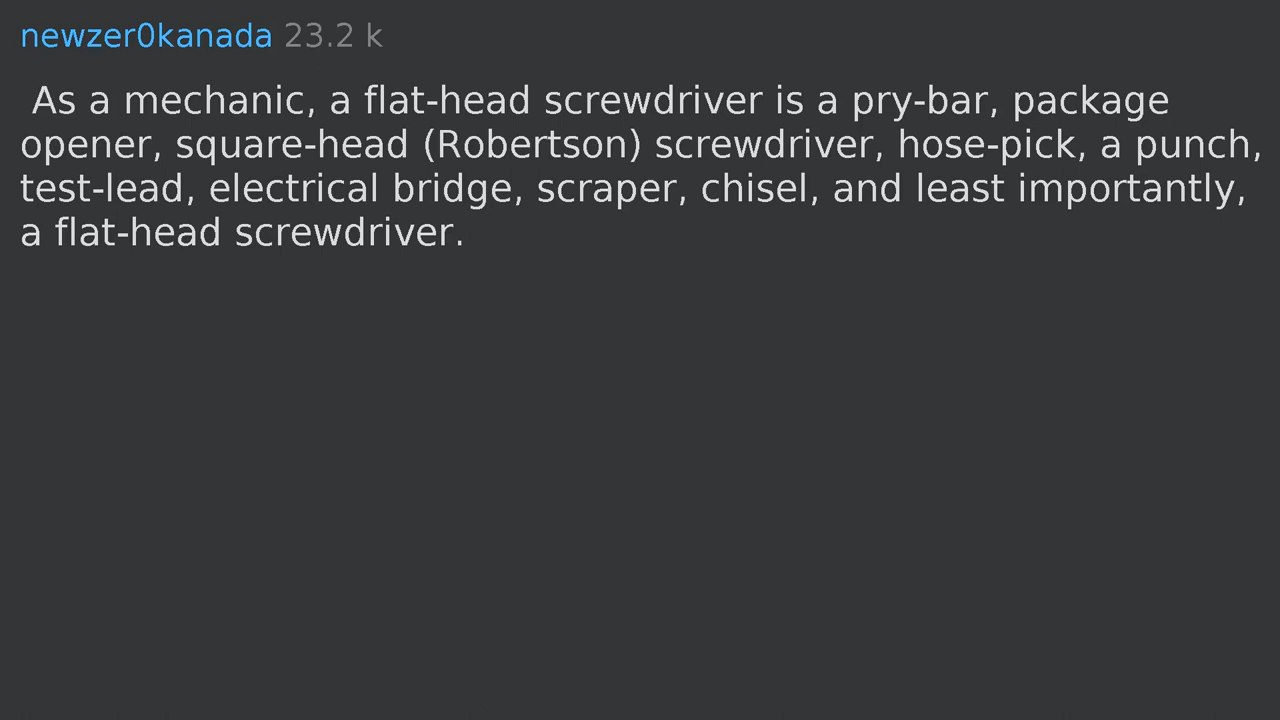 newzer0kanada 23.2 k
As a mechanic, a flat-head screwdriver is a pry-bar, package
opener, square-head (Robertson) screwdriver, hose-pick, a punch,
test-lead, electrical bridge, scraper, chisel, and least importantly,
a flat-head screwdriver.